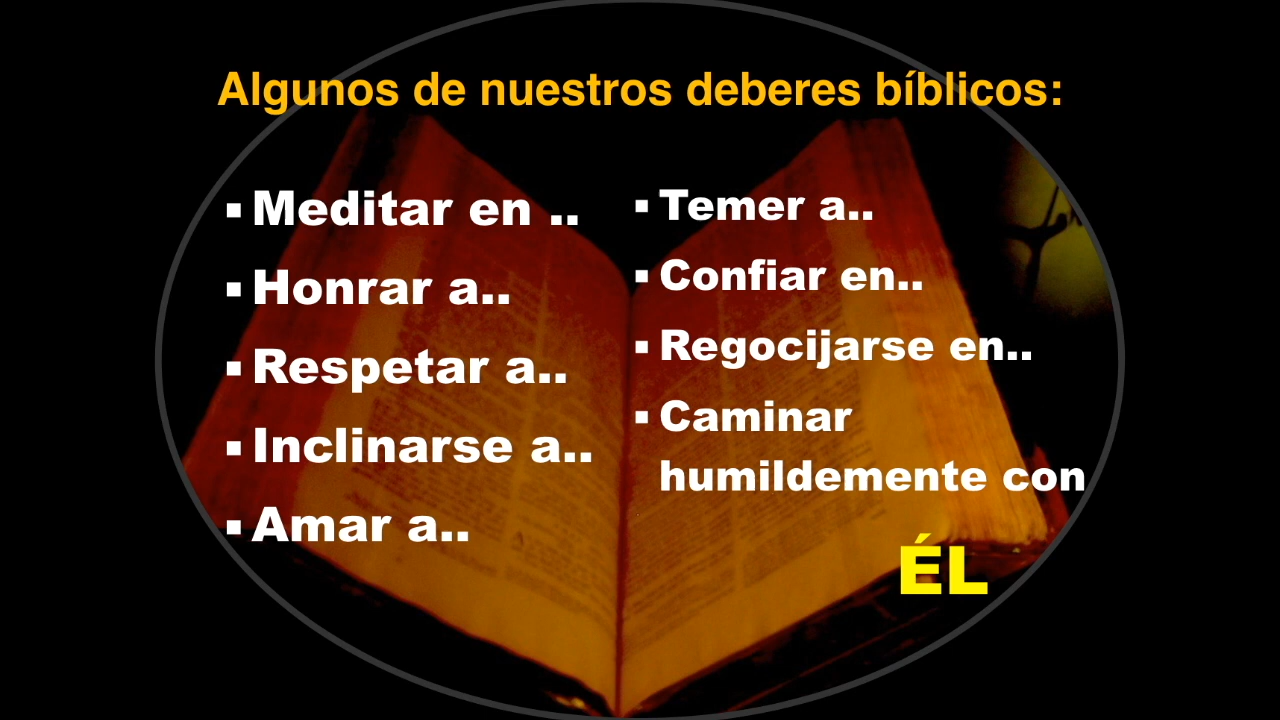 Algunos de nuestros deberes bíblicos:
▪ Meditar en ..
▪ Honrar a..
▪ Respetar a..
▪ Inclinarse a..
▪ Amar a..
▪ Temer a..
▪ Confiar en..
▪ Regocijarse en..
▪ Caminar
humildemente con
ÉL